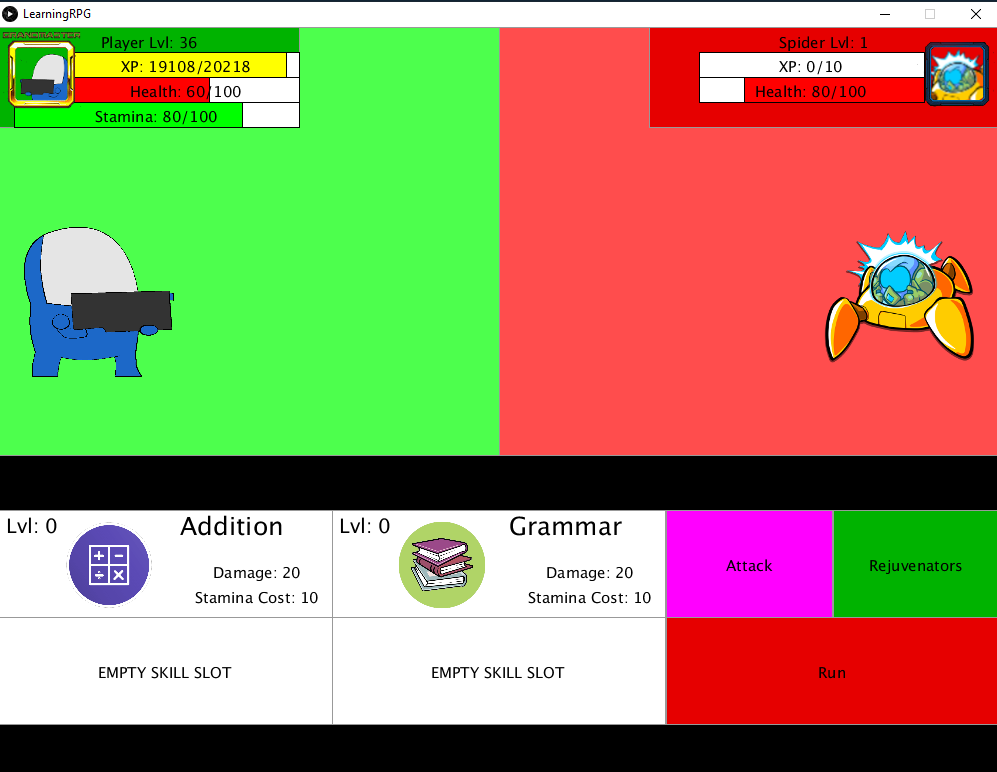 LearningRPG
GRANDMASTER
Player Lvl: 36
XP: 19108/20218
Health: 60/100
Stamina: 80/100
Spider Lvl: 1
XP: 0/10
Health: 80/100
Lvl: 0
Addition
Damage: 20
Stamina Cost: 10
Lvl: 0
Grammar
Damage: 20
Stamina Cost: 10
Attack
Rejuvenators
EMPTY SKILL SLOT
EMPTY SKILL SLOT
Run